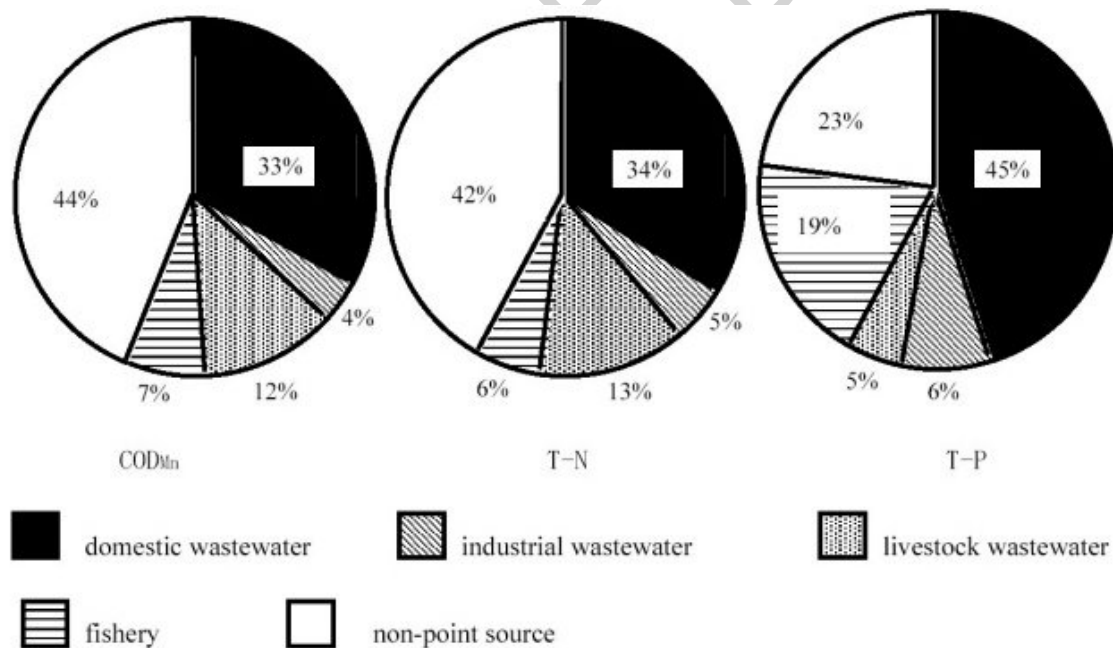 33%
44%
4%
12%
7%
CODMn
34%
42%
5%
13%
6%
T-N
45%
23%
19%
5%
6%
T-P
domestic wastewater
industrial wastewater
livestock wastewater
fishery
non-point source